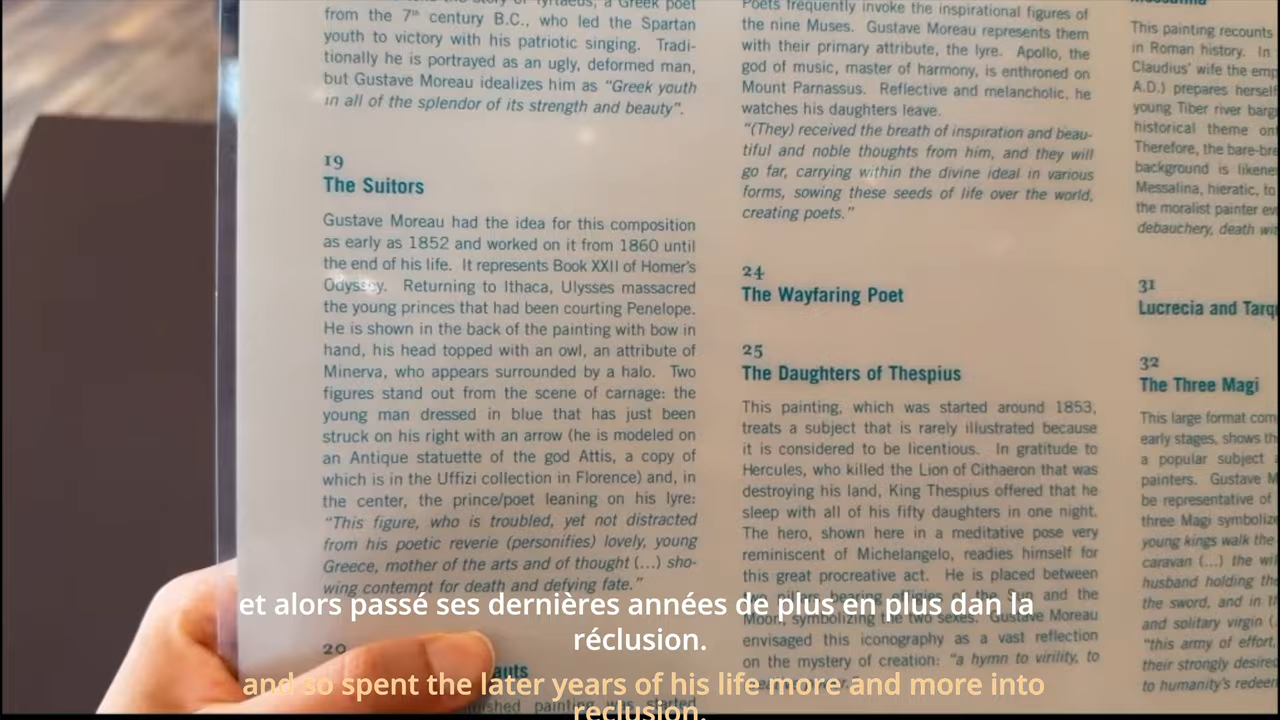 from the 7th century B.C., who led the Spartan
youth to victory with his patriotic singing. Tradi-
tionally he is portrayed as an ugly, deformed man,
but Gustave Moreau idealizes him as "Greek youth
in all of the splendor of its strength and beauty".
19
The Suitors
Gustave Moreau had the idea for this composition
as early as 1852 and worked on it from 1860 until
the end of his life. It represents Book XXII of Homer's
Odyssey. Returning to Ithaca, Ulysses massacred
the young princes that had been courting Penelope.
He is shown in the back of the painting with bow in
hand, his head topped with an owl, an attribute of
Minerva, who appears surrounded by a halo. Two
figures stand out from the scene of carnage: the
young man dressed in blue that has just been
struck on his right with an arrow (he is modeled on
an Antique statuette of the god Attis, a copy of
which is in the Uffizi collection in Florence) and, in
the center, the prince/poet leaning on his lyre:
"This figure, who is troubled, yet not distracted
from his poetic reverie (personifies) lovely, young
Greece, mother of the arts and of thought (...) sho-
wing contempt for death and defying fate."
20
Poets frequently invoke the inspirational figures of
the nine Muses. Gustave Moreau represents them
with their primary attribute, the lyre. Apollo, the
god of music, master of harmony, is enthroned on
Mount Parnassus. Reflective and melancholic, he
watches his daughters leave.
"(They) received the breath of inspiration and beau-
tiful and noble thoughts from him, and they will
go far, carrying within the divine ideal in various
forms, sowing these seeds of life over the world,
creating poets."
24
The Wayfaring Poet
25
The Daughters of Thespius
This painting, which was started around 1853,
treats a subject that is rarely illustrated because
it is considered to be licentious. In gratitude to
Hercules, who killed the Lion of Cithaeron that was
destroying his land, King Thespius offered that he
sleep with all of his fifty daughters in one night.
The hero, shown here in a meditative pose very
reminiscent of Michelangelo, readies himself for
this great procreative act. He is placed between
two pillars bearing effigies of the Sun and the
Moon, symbolizing the two sexes. Gustave Moreau
envisaged this iconography as a vast reflection
on the mystery of creation: "a hymn to virility, to
This painting recounts
in Roman history. In
Claudius' wife the emp
A.D.) prepares herself
young Tiber river barg
historical theme on
Therefore, the bare-bre
background is likene
Messalina, hieratic, to
the moralist painter ev
debauchery, death wit
31
Lucrecia and Tarq
32
The Three Magi
This large format com
early stages, shows th
a popular subject
painters. Gustave M
be representative of
three Magi symboliz
young kings walk the
caravan (...) the wi
husband holding th
the sword, and in th
and solitary virgin (
"this army of effort,
their strongly desired
to humanity's redeem
et alors passé ses dernières années de plus en plus dan la
réclusion.
and so spent the later years of his life more and more into
reclusion.